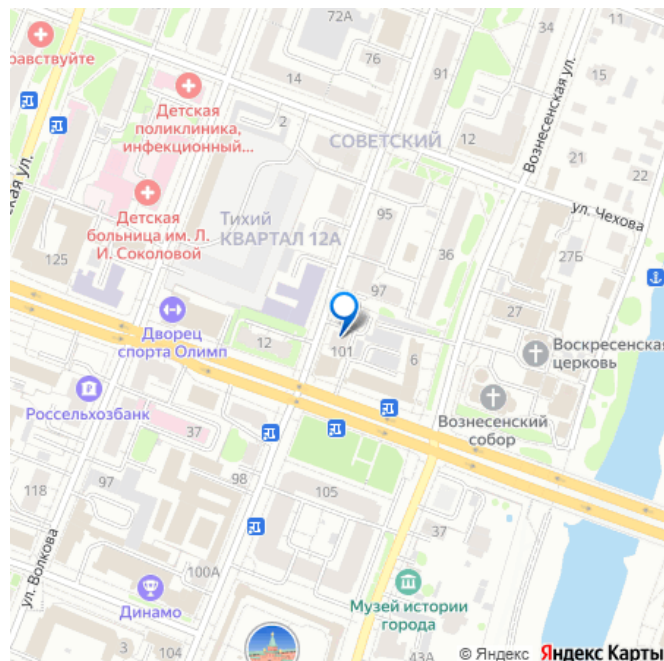 72А
11
34
равствуйте
76
91
14
15
Детская
поликлиника,
инфекционный...
2
СОВЕТСКИЙ
12
Вознесенская ул.
21
22
ская ул.
Детская
больница им. Л.
И. Соколовой
Тихий
КВАРТАЛ 12А
95
ул. Чехова
36
27Б
125
97
27
Дворец
спорта Олимп
12
101
6
Воскресенская
церковь
Россельхозбанк
Вознесенский
собор
37
98
118
97
105
37
ул. Волкова
100А
Динамо
Музей истории
города
3
104
43А
© Яндекс Яндекс Карты